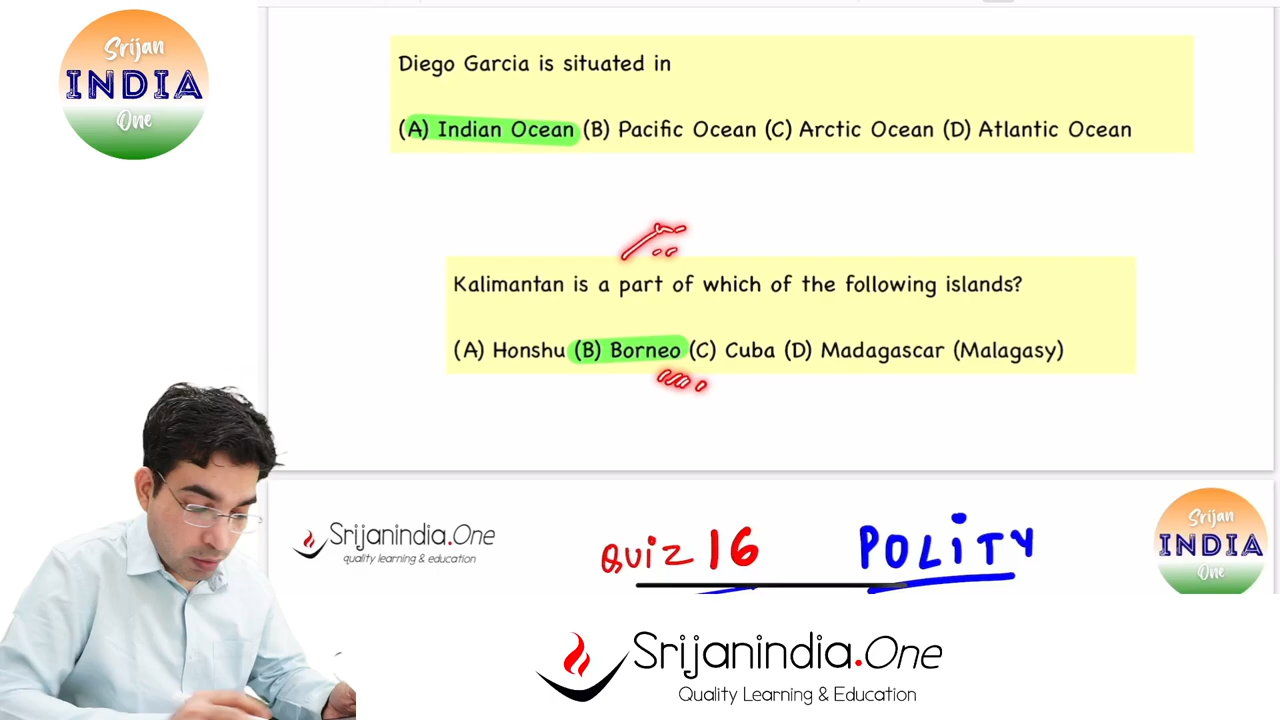 Srijan
INDIA
One
Diego Garcia is situated in
(A) Indian Ocean (B) Pacific Ocean (C) Arctic Ocean (D) Atlantic Ocean
Kalimantan is a part of which of the following islands?
(A) Honshu (B) Borneo (C) Cuba (D) Madagascar (Malagasy)
Srijanindia.One
quality learning & education
QUiZ 16 POLiTY
Srijan
INDIA
One
Srijanindia.One
Quality Learning & Education